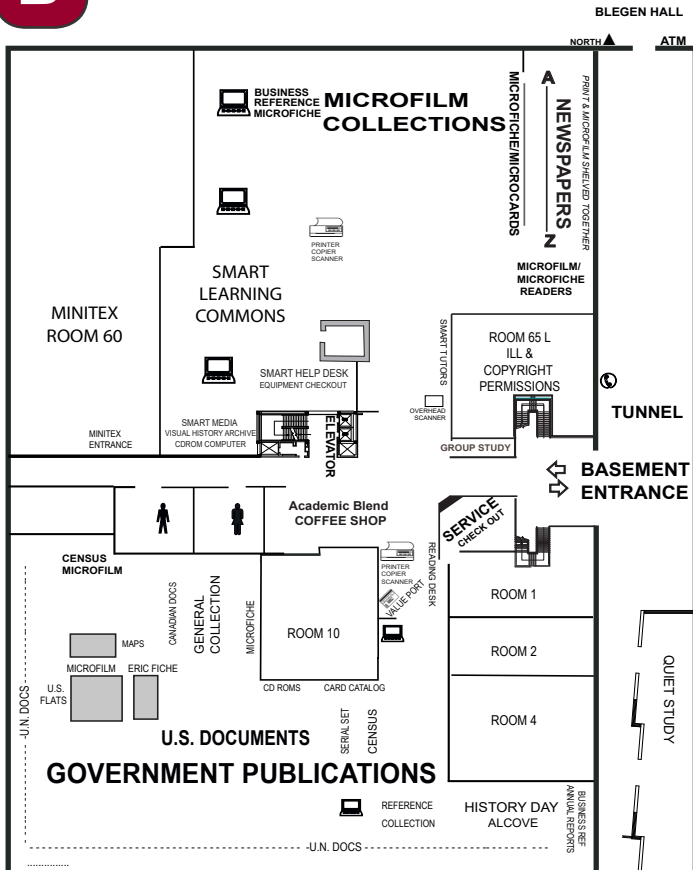 B
BLEGEN HALL
NORTH
ATM
BUSINESS
REFERENCE
MICROFICHE
MICROFILM
COLLECTIONS
MICROFICHE/MICROCARDS
A
NEWSPAPERS
Z
PRINT & MICROFILM SHELVED TOGETHER
PRINTER
COPIER
SCANNER
MICROFILM/
MICROFICHE
READERS
SMART
LEARNING
COMMONS
MINITEX
ROOM 60
SMART TUTORS
ROOM 65 L
ILL &
COPYRIGHT
PERMISSIONS
SMART HELP DESK
EQUIPMENT CHECKOUT
OVERHEAD
SCANNER
TUNNEL
MINITEX
ENTRANCE
SMART MEDIA
VISUAL HISTORY ARCHIVE
CDROM COMPUTER
ELEVATOR
GROUP STUDY
BASEMENT
ENTRANCE
Academic Blend
COFFEE SHOP
SERVICE
CHECK OUT
CENSUS
MICROFILM
CANADIAN DOCS
GENERAL
COLLECTION
MICROFICHE
ROOM 10
PRINTER
COPIER
SCANNER
VALUE PORT
READING DESK
ROOM 1
ROOM 2
ROOM 4
QUIET STUDY
MAPS
MICROFILM
ERIC FICHE
U.S.
FLATS
U.N. DOCS
CD ROMS
CARD CATALOG
SERIAL SET
CENSUS
U.S. DOCUMENTS
GOVERNMENT PUBLICATIONS
REFERENCE
COLLECTION
HISTORY DAY
ALCOVE
BUSINESS REF
ANNUAL REPORTS
U.N. DOCS